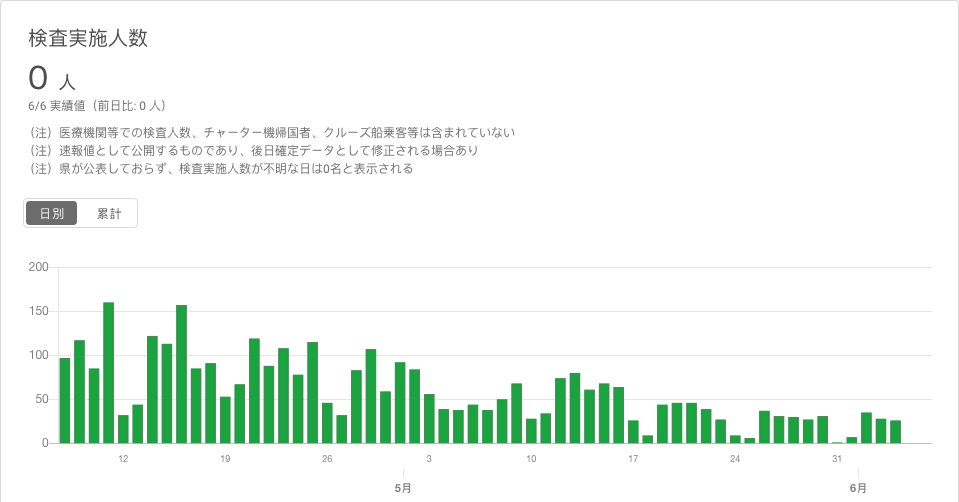 検査実施人数
0 人
6/6 実績値（前日比: 0 人）
（注）医療機関等での検査人数、チャーター機帰国者、クルーズ船乗客等は含まれていない
（注）速報値として公開するものであり、後日確定データとして修正される場合あり
（注）県が公表しておらず、検査実施人数が不明な日は0名と表示される
日別 累計
200
150
100
50
0
12 19 26 3 10 17 24 31
5月 6月